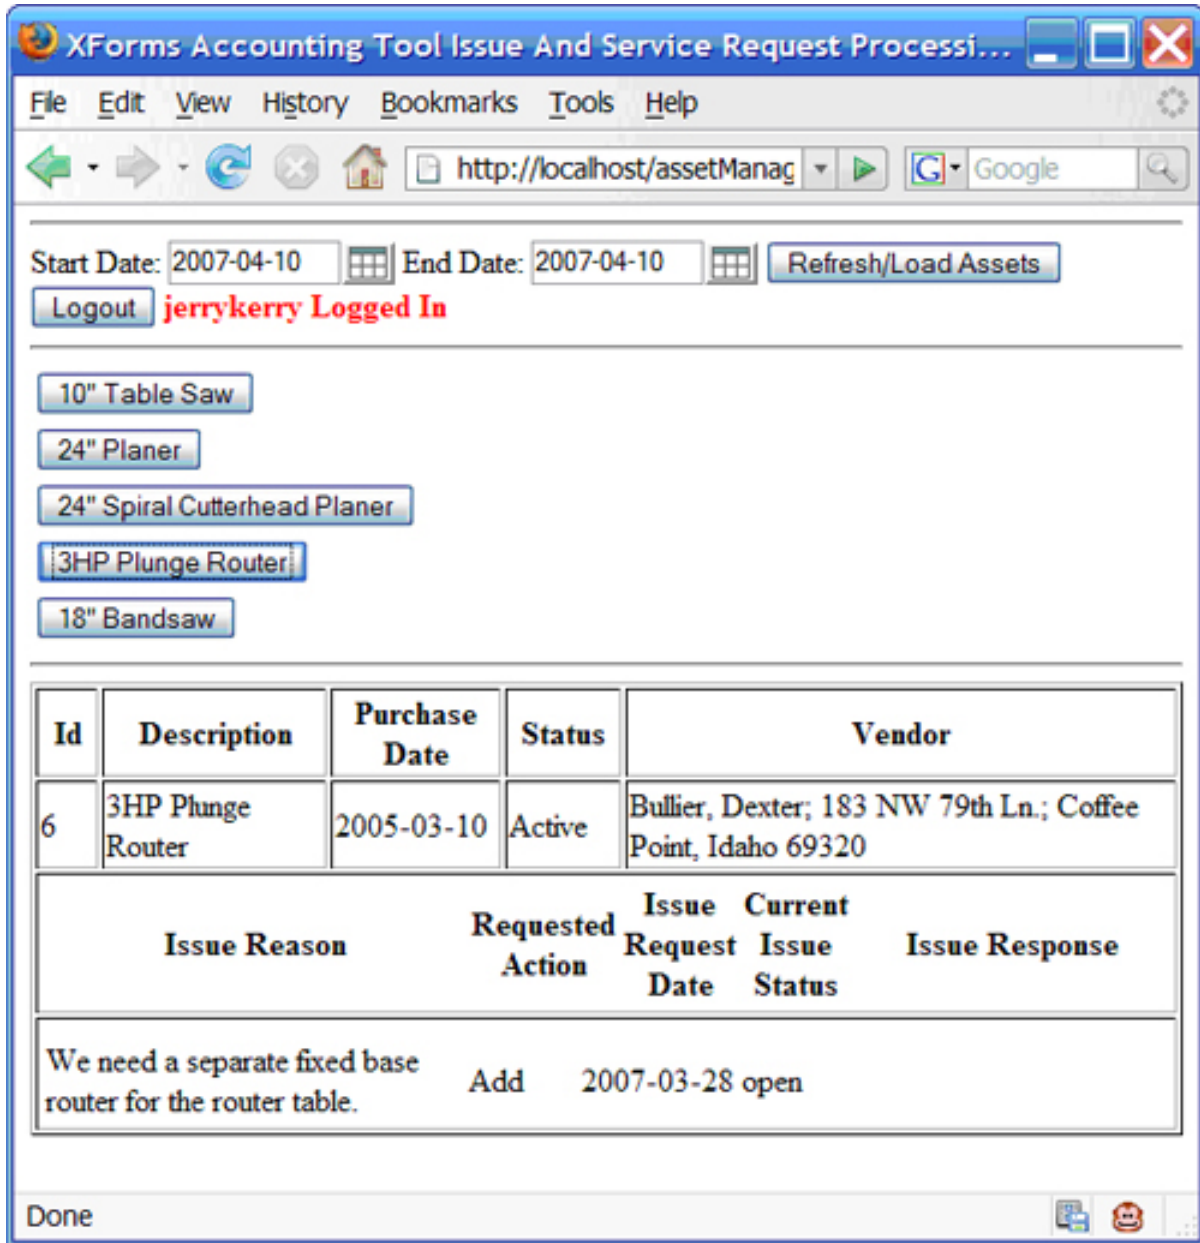 XForms Accounting Tool Issue And Service Request Processi...
File Edit View History Bookmarks Tools Help
http://localhost/assetManag G Google
Start Date: 2007-04-10 End Date: 2007-04-10 Refresh/Load Assets
Logout jerrykerry Logged In
10" Table Saw
24" Planer
24" Spiral Cutterhead Planer
3HP Plunge Router
18" Bandsaw
Id Description Purchase Date Status Vendor
6 3HP Plunge Router 2005-03-10 Active Bullier, Dexter; 183 NW 79th Ln.; Coffee Point, Idaho 69320
Issue Reason Requested Action Issue Request Date Current Issue Status Issue Response
We need a separate fixed base router for the router table. Add 2007-03-28 open
Done